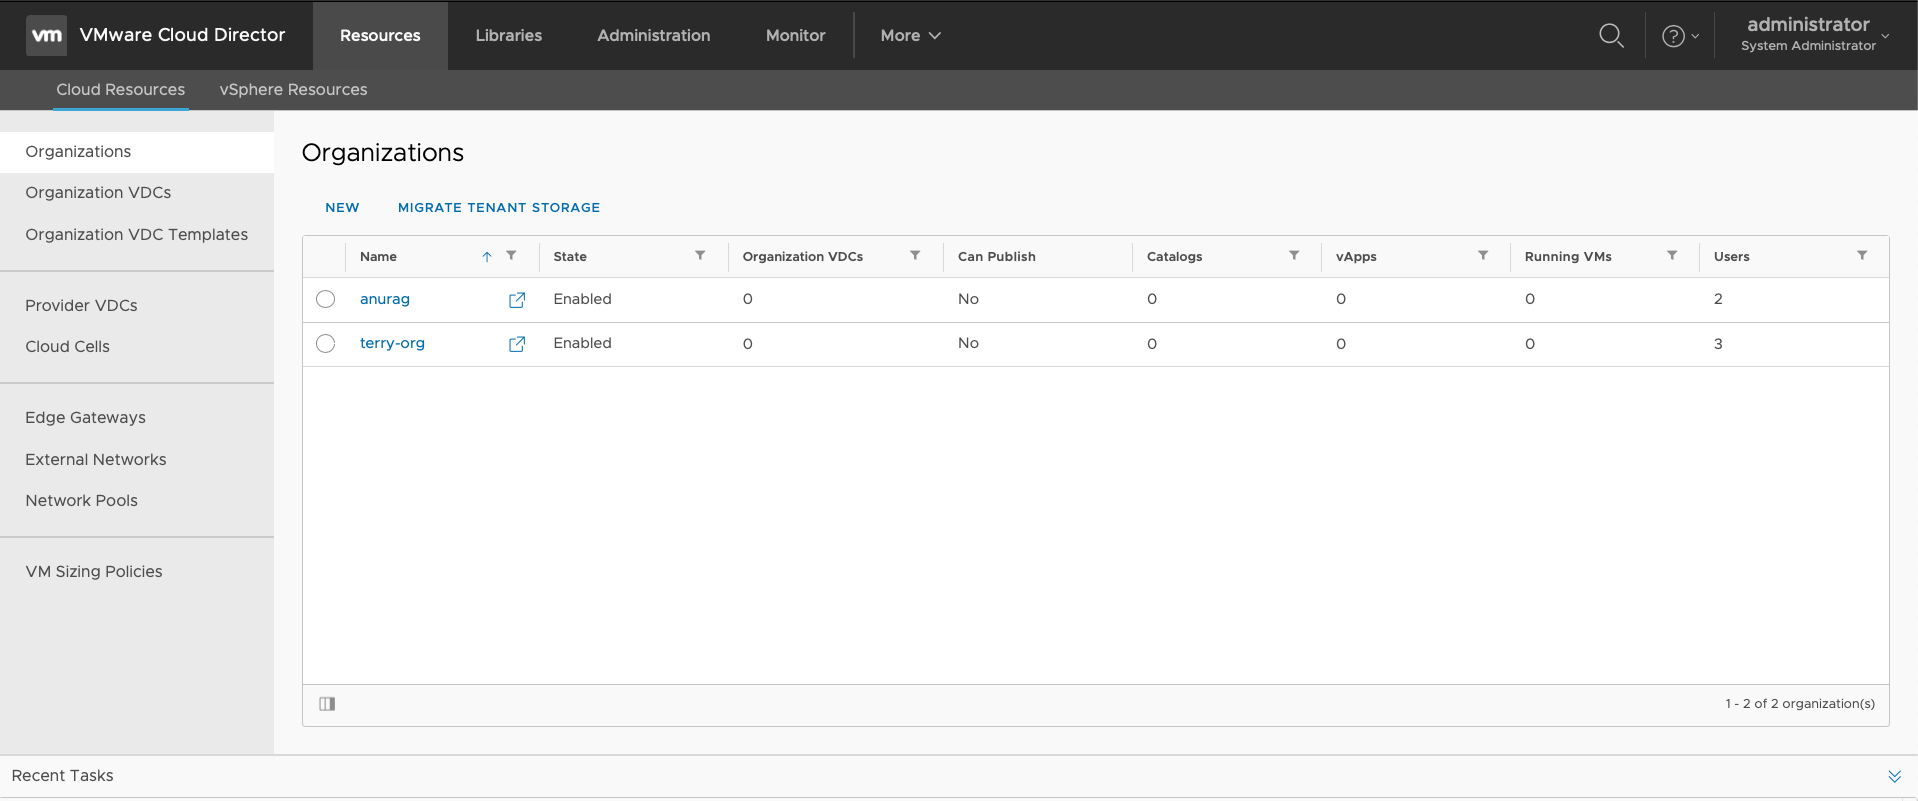 vm VMware Cloud Director Resources Libraries Administration Monitor More administrator
System Administrator
Cloud Resources vSphere Resources
Organizations
Organization VDCs
Organization VDC Templates
Provider VDCs
Cloud Cells
Edge Gateways
External Networks
Network Pools
VM Sizing Policies
Organizations
NEW MIGRATE TENANT STORAGE
Name State Organization VDCs Can Publish Catalogs vApps Running VMs Users
anurag Enabled 0 No 0 0 0 2
terry-org Enabled 0 No 0 0 0 3
1 - 2 of 2 organization(s)
Recent Tasks